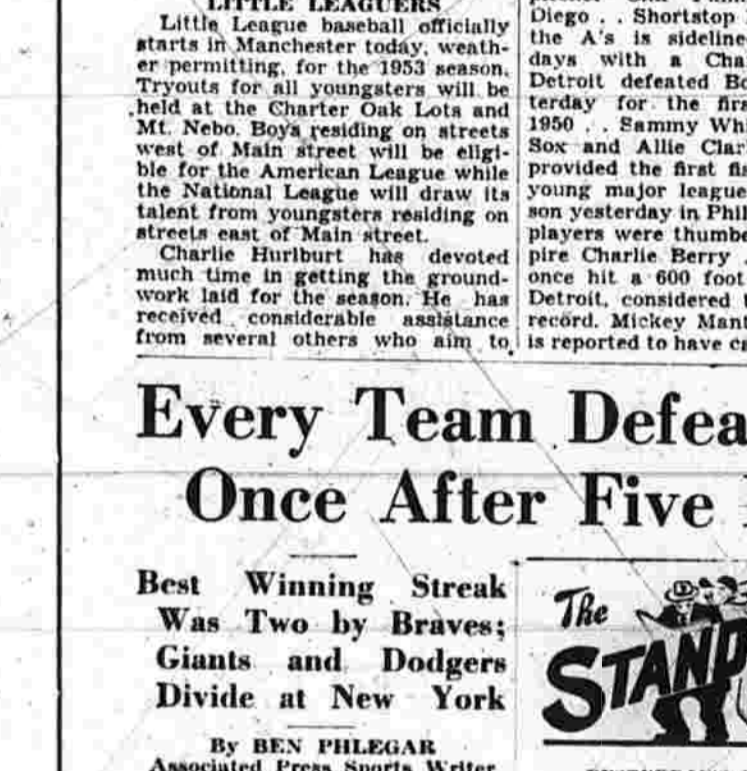 LITTLE LEAGUERS
Little League baseball officially
starts in Manchester today, weath-
er permitting, for the 1953 season.
Tryouts for all youngsters will be
held at the Charter Oak Lots and
Mt. Nebo. Boys residing on streets
west of Main street will be eligi-
ble for the American League while
the National League will draw its
talent from youngsters residing on
streets east of Main street.
Charlie Hurlburt has devoted
much time in getting the ground-
work laid for the season. He has
received considerable assistance
from several others who aim to
Diego . . Shortstop
the A's is sideline
days with a Cha
Detroit defeated Be
terday for the firs
1950 . . Sammy Wh
Sox and Allie Clar
provided the first fis
young major league
son yesterday in Phil
players were thumbe
pire Charlie Berry .
once hit a 600 foot
Detroit, considered
record. Mickey Mant
is reported to have ca
Every Team Defea
Once After Five
Best Winning Streak
Was Two by Braves;
Giants and Dodgers
Divide at New York
By BEN PHLEGAR
Associated Press Sports Writer
The
STAND